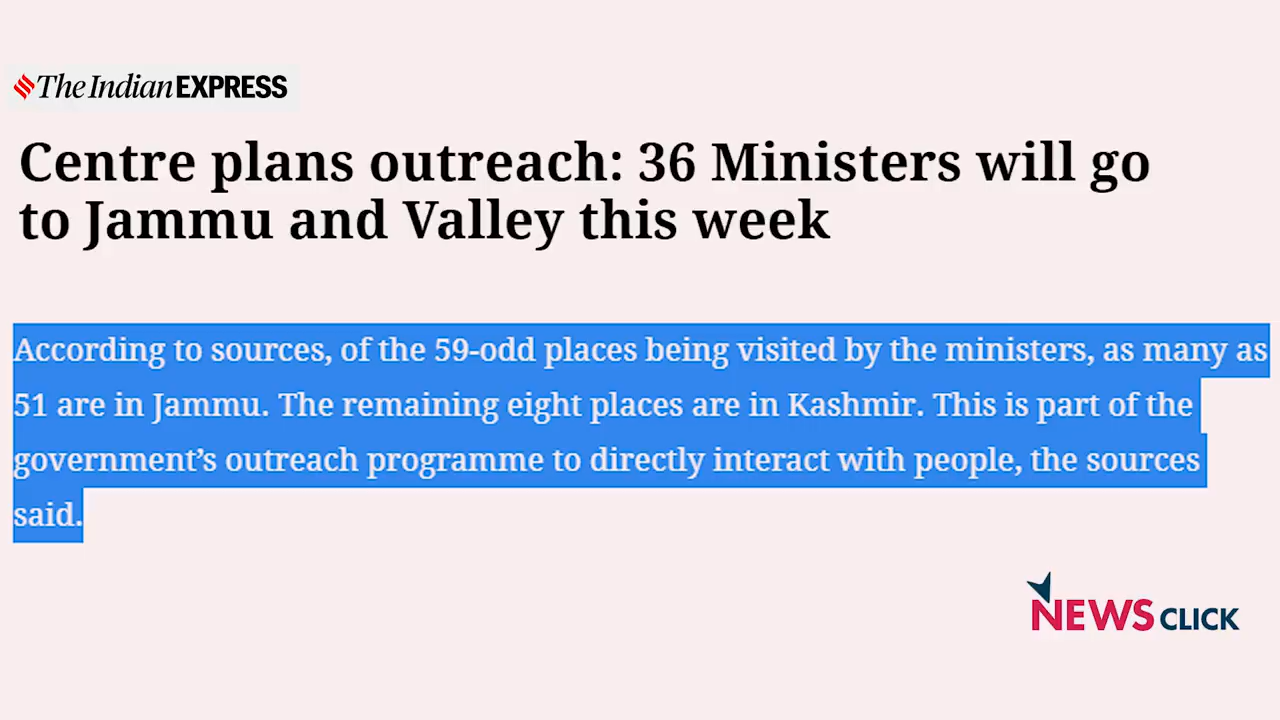 The Indian EXPRESS
Centre plans outreach: 36 Ministers will go
to Jammu and Valley this week
According to sources, of the 59-odd places being visited by the ministers, as many as
51 are in Jammu. The remaining eight places are in Kashmir. This is part of the
government’s outreach programme to directly interact with people, the sources
said.
NEWS CLICK